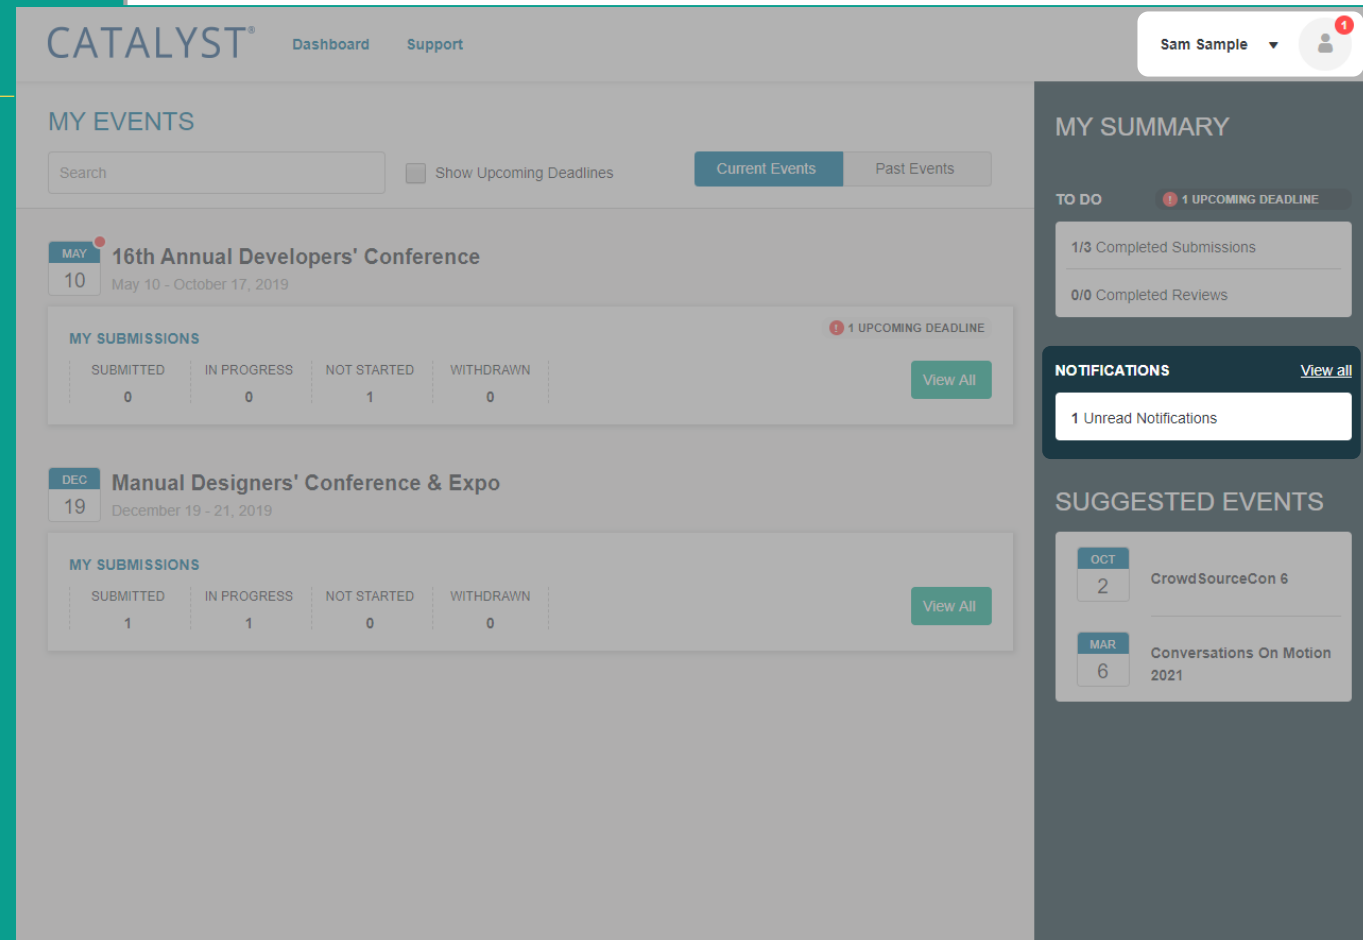 CATALYST®
Dashboard
Support
Sam Sample
1
MY EVENTS
Search
Show Upcoming Deadlines
Current Events
Past Events
MAY
10
16th Annual Developers' Conference
May 10 - October 17, 2019
MY SUBMISSIONS
! 1 UPCOMING DEADLINE
SUBMITTED IN PROGRESS NOT STARTED WITHDRAWN
0 0 1 0
View All
DEC
19
Manual Designers' Conference & Expo
December 19 - 21, 2019
MY SUBMISSIONS
SUBMITTED IN PROGRESS NOT STARTED WITHDRAWN
1 1 0 0
View All
MY SUMMARY
TO DO
! 1 UPCOMING DEADLINE
1/3 Completed Submissions
0/0 Completed Reviews
NOTIFICATIONS
View all
1 Unread Notifications
SUGGESTED EVENTS
OCT
2
CrowdSourceCon 6
MAR
6
Conversations On Motion
2021